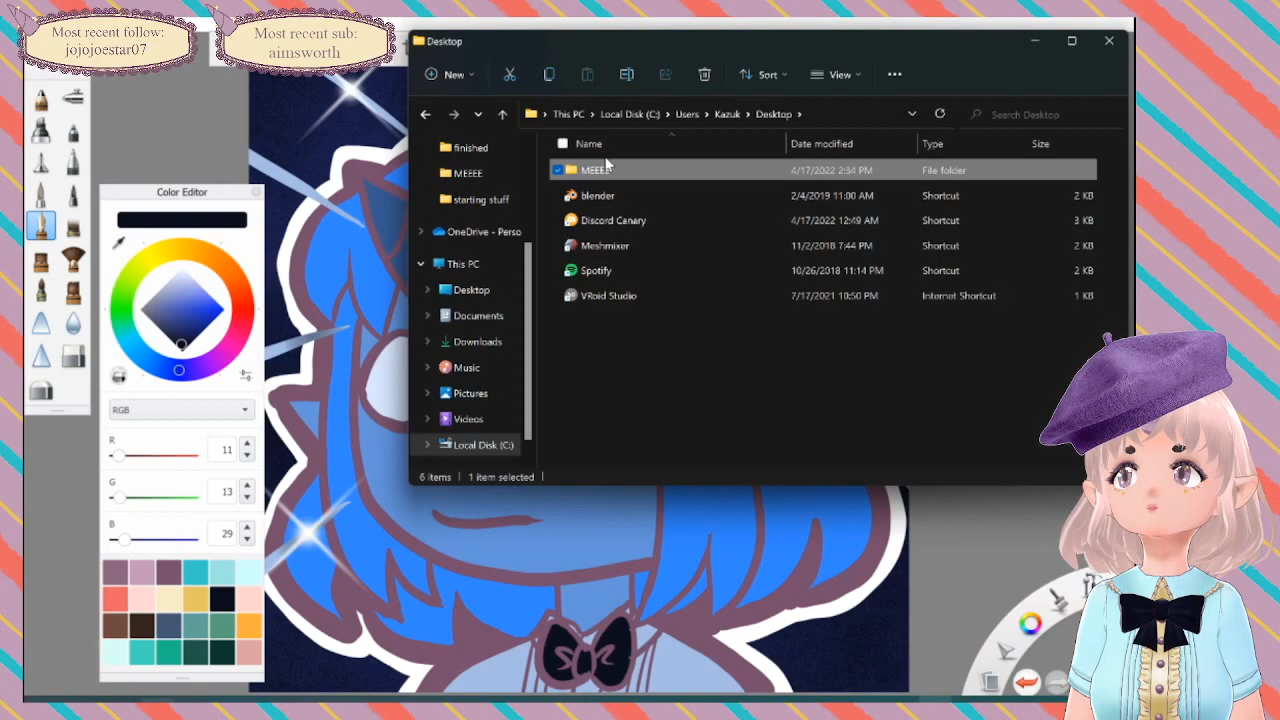 Most recent follow:
jojojoestar07
Most recent sub:
aimsworth
Desktop
New
Sort
View
This PC > Local Disk (C:) > Users > Kazuk > Desktop >
Search Desktop
Name
Date modified
Type
Size
finished
MEEEE
starting stuff
OneDrive - Perso
This PC
Desktop
Documents
Downloads
Music
Pictures
Videos
Local Disk (C:)
4/17/2022 2:34 PM File folder
blender 2/4/2019 11:00 AM Shortcut 2 KB
Discord Canary 4/17/2022 12:49 AM Shortcut 3 KB
Meshmixer 11/2/2018 7:44 PM Shortcut 2 KB
Spotify 10/26/2018 11:14 PM Shortcut 2 KB
VRoid Studio 7/17/2021 10:50 PM Internet Shortcut 1 KB
6 items 1 item selected
Color Editor
RGB
R
11
G
13
B
29